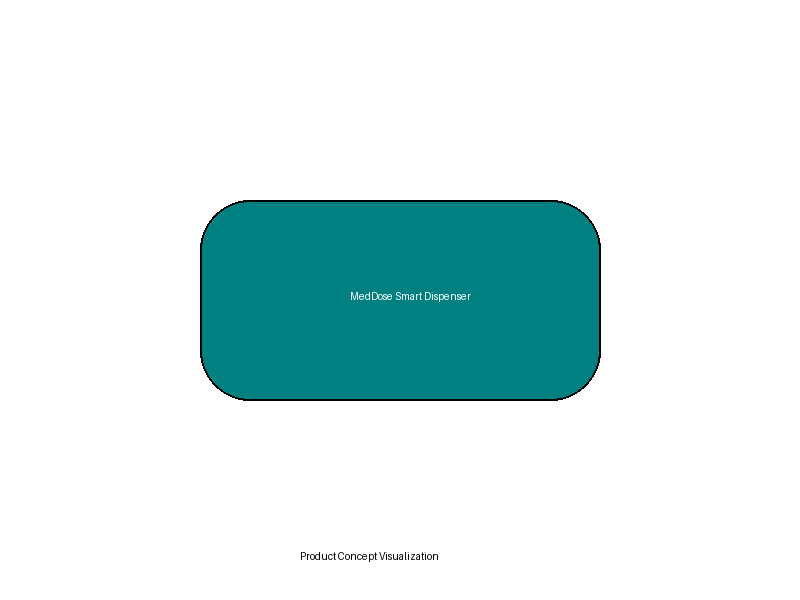 MedDose Smart Dispenser
Product Concept Visualization